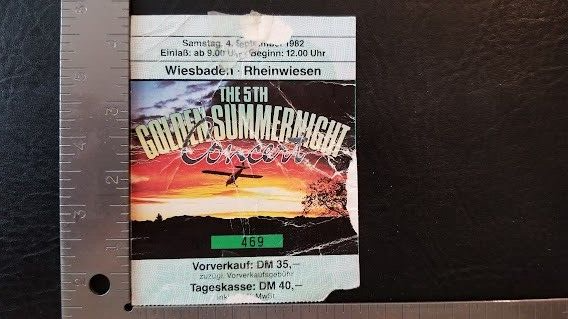 Samstag, 4. September 1982
Einlaß: ab 9.00 Uhr · Beginn: 12.00 Uhr
Wiesbaden · Rheinwiesen
THE 5TH
GOLDEN SUMMERNIGHT
Concert
469
Vorverkauf: DM 35,—
zuzügl. Vorverkaufsgebühr
Tageskasse: DM 40,—
MwSt.